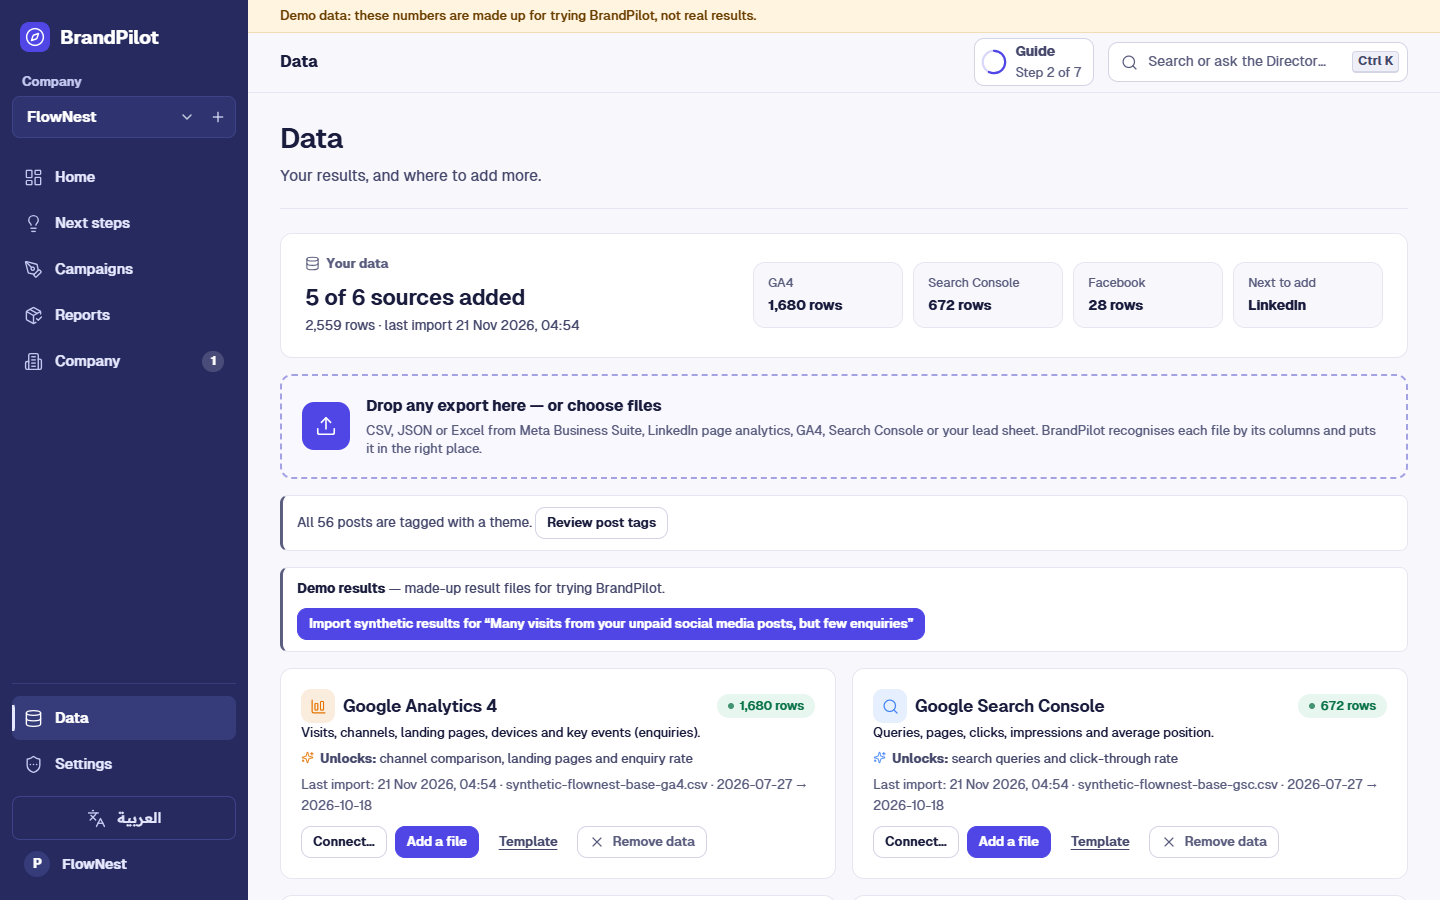 BrandPilot
Company
FlowNest
Home
Next steps
Campaigns
Reports
Company
1
Data
Settings
العربية
P
FlowNest
Demo data: these numbers are made up for trying BrandPilot, not real results.
Data
Guide
Step 2 of 7
Search or ask the Director...
Ctrl K
Data
Your results, and where to add more.
Your data
5 of 6 sources added
2,559 rows · last import 21 Nov 2026, 04:54
GA4
1,680 rows
Search Console
672 rows
Facebook
28 rows
Next to add
LinkedIn
Drop any export here — or choose files
CSV, JSON or Excel from Meta Business Suite, LinkedIn page analytics, GA4, Search Console or your lead sheet. BrandPilot recognises each file by its columns and puts
it in the right place.
All 56 posts are tagged with a theme.
Review post tags
Demo results — made-up result files for trying BrandPilot.
Import synthetic results for “Many visits from your unpaid social media posts, but few enquiries”
Google Analytics 4
1,680 rows
Visits, channels, landing pages, devices and key events (enquiries).
Unlocks: channel comparison, landing pages and enquiry rate
Last import: 21 Nov 2026, 04:54 · synthetic-flownest-base-ga4.csv · 2026-07-27 →
2026-10-18
Connect...
Add a file
Template
Remove data
Google Search Console
672 rows
Queries, pages, clicks, impressions and average position.
Unlocks: search queries and click-through rate
Last import: 21 Nov 2026, 04:54 · synthetic-flownest-base-gsc.csv · 2026-07-27 →
2026-10-18
Connect...
Add a file
Template
Remove data